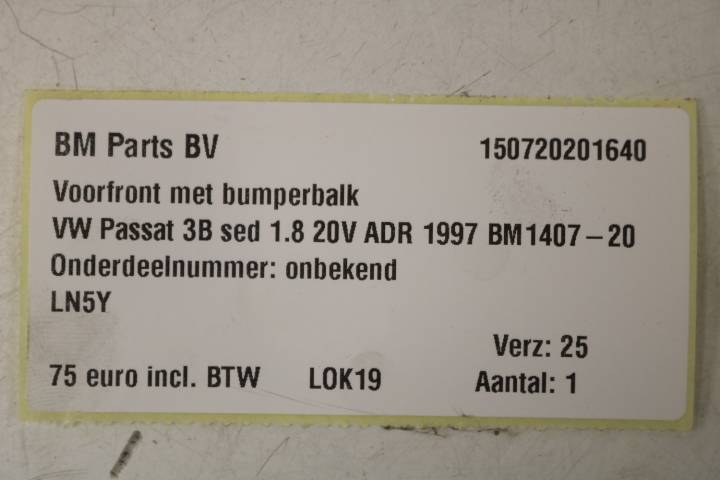 BM Parts BV 150720201640
Voorfront met bumperbalk
VW Passat 3B sed 1.8 20V ADR 1997 BM1407-20
Onderdeelnummer: onbekend
LN5Y
Verz: 25
75 euro incl. BTW LOK19 Aantal: 1